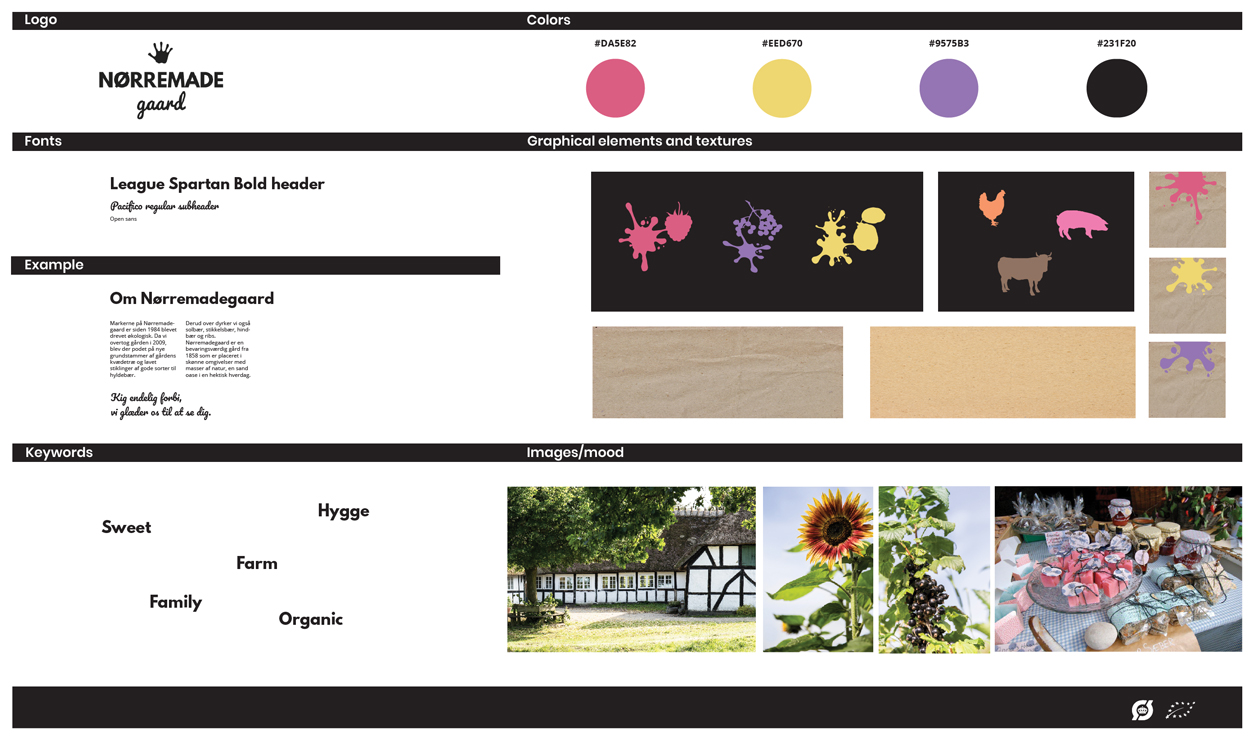 Logo
Colors
NØRREMADE
gaard
#DA5E82
#EED670
#9575B3
#231F20
Fonts
Graphical elements and textures
League Spartan Bold header
Pacifico regular subheader
Open sans
Example
Om Nørremadegaard
Markerne på Nørremade-
gaard er siden 1984 blevet
drevet økologisk. Da vi
overtog gården i 2009,
blev der podet på nye
grundstammer af gårdens
kvædetræ og lavet
stiklinger af gode sorter til
hyldebær.
Derud over dyrker vi også
solbær, stikkelsbær, hind-
bær og ribs.
Nørremadegaard er en
bevaringsværdig gård fra
1858 som er placeret i
skønne omgivelser med
masser af natur, en sand
oase i en hektisk hverdag.
Kig endelig forbi,
vi glæder os til at se dig.
Keywords
Images/mood
Hygge
Sweet
Farm
Family
Organic